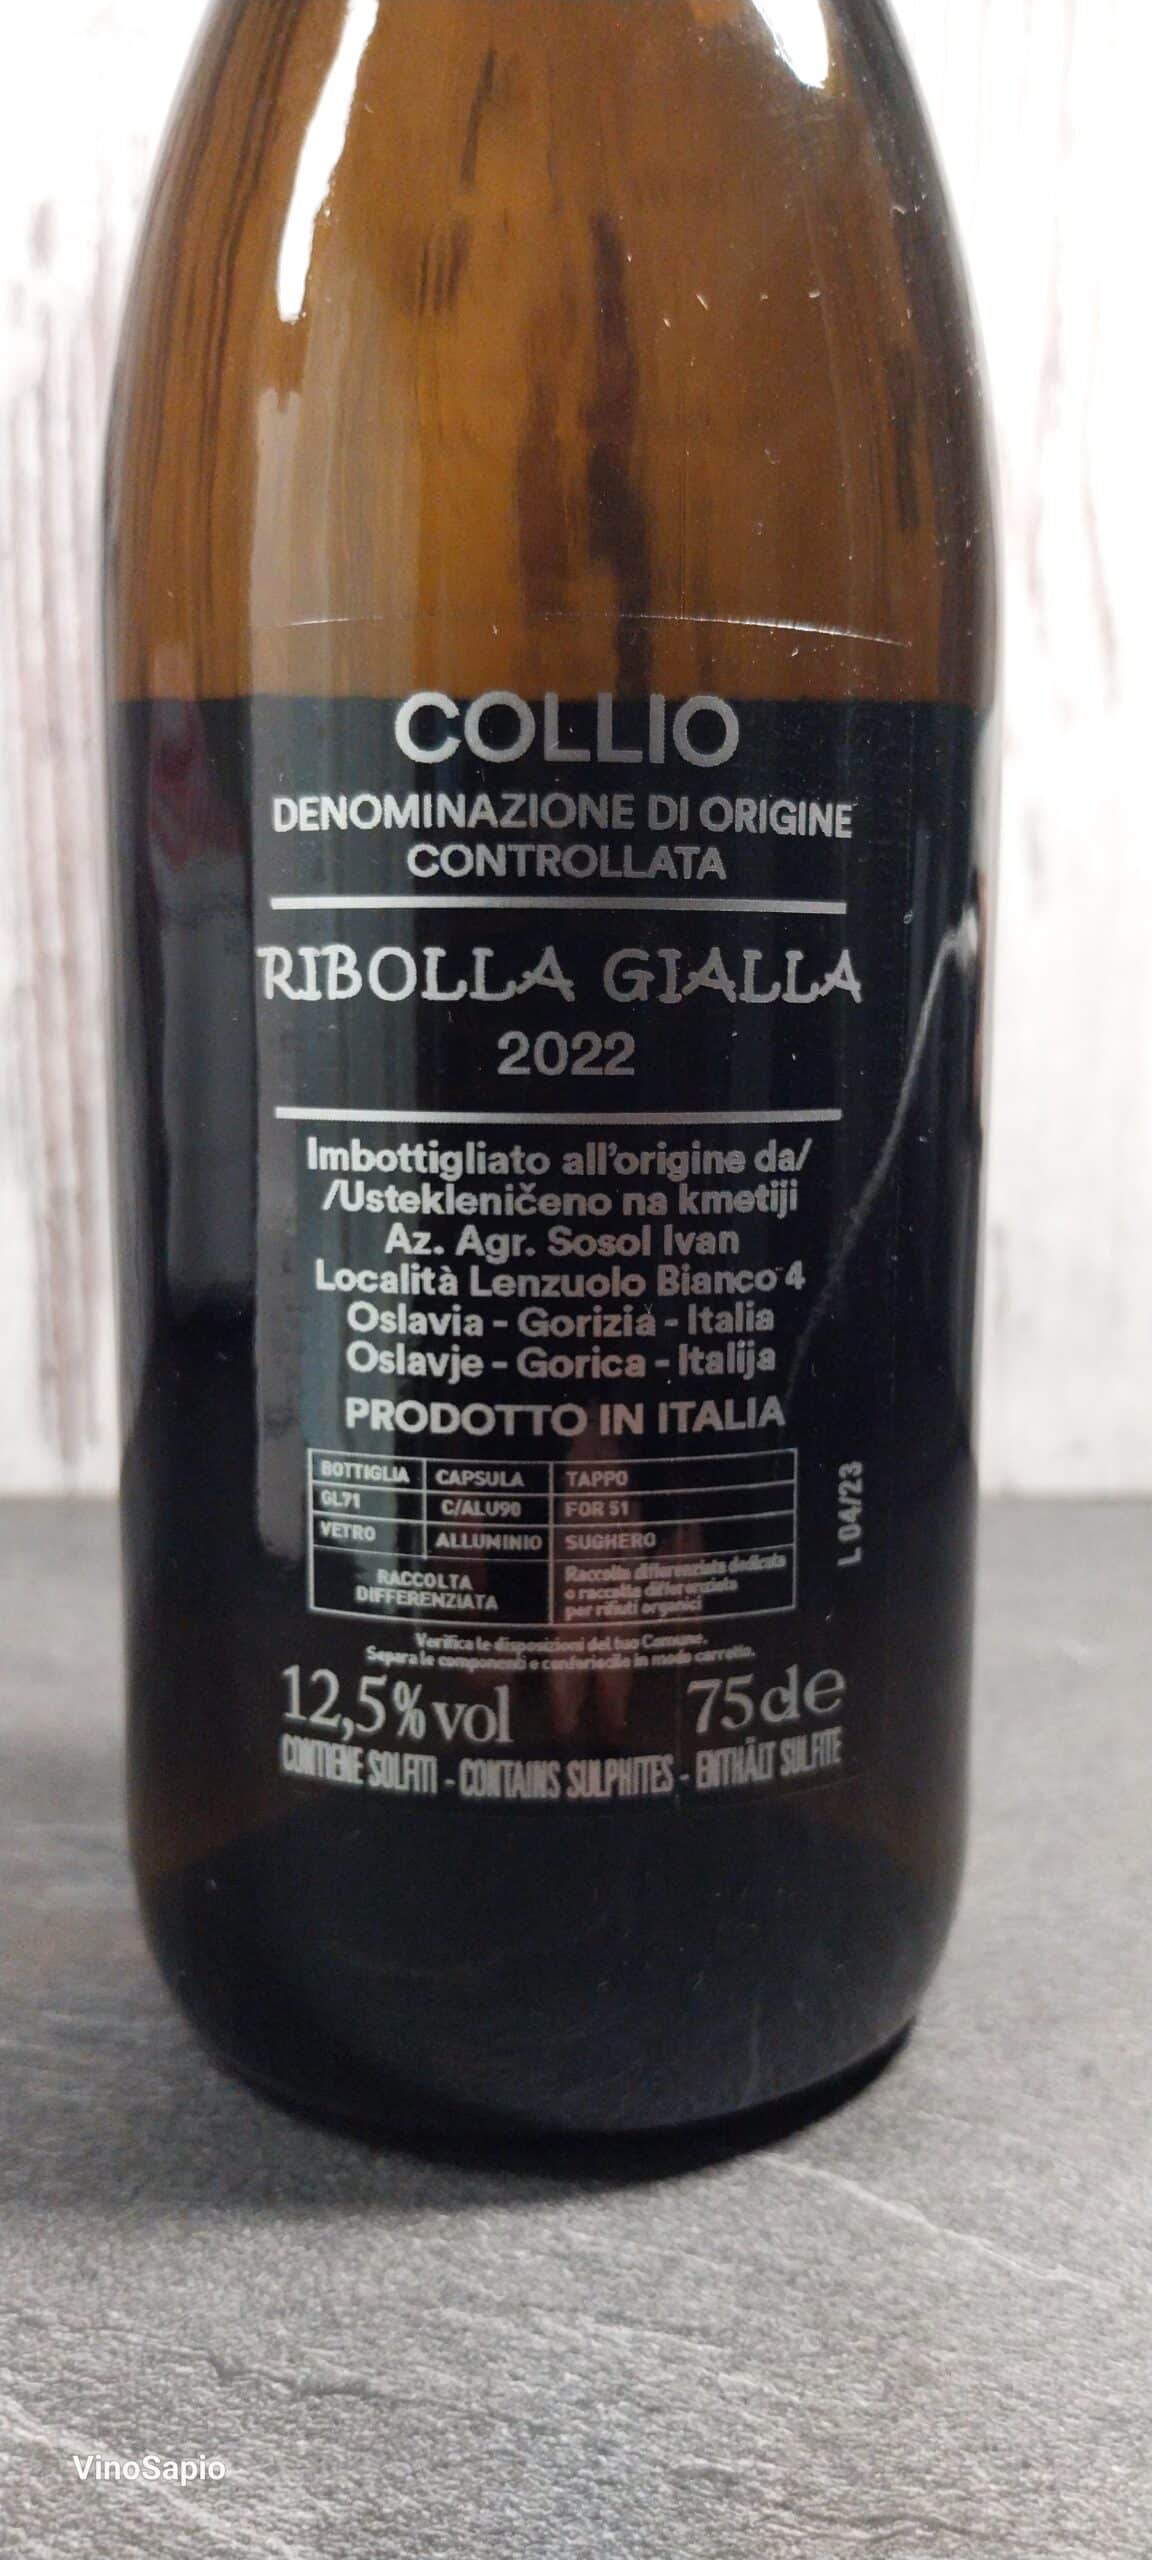 COLLIO
DENOMINAZIONE DI ORIGINE
CONTROLLATA
RIBOLLA GIALLA
2022
Imbottigliato all'origine da/
/Ustekleničeno na kmetiji
Az. Agr. Sosol Ivan
Località Lenzuolo Bianco 4
Oslavia - Gorizia - Italia
Oslavje - Gorica - Italija
PRODOTTO IN ITALIA
BOTTIGLIA CAPSULA TAPPO
GL71 C/ALU90 FOR 51
VETRO ALLUMINIO SUGHERO
RACCOLTA
DIFFERENZIATA
Raccolta differenziata dedicata
o raccolta differenziata
per rifiuti organici
L 04/23
Verifica le disposizioni del tuo Comune.
Separa le componenti e conferiscile in modo corretto.
12,5% vol 75cle
CONTIENE SOLFITI - CONTAINS SULPHITES - ENTHÄLT SULFITE
VinoSapio